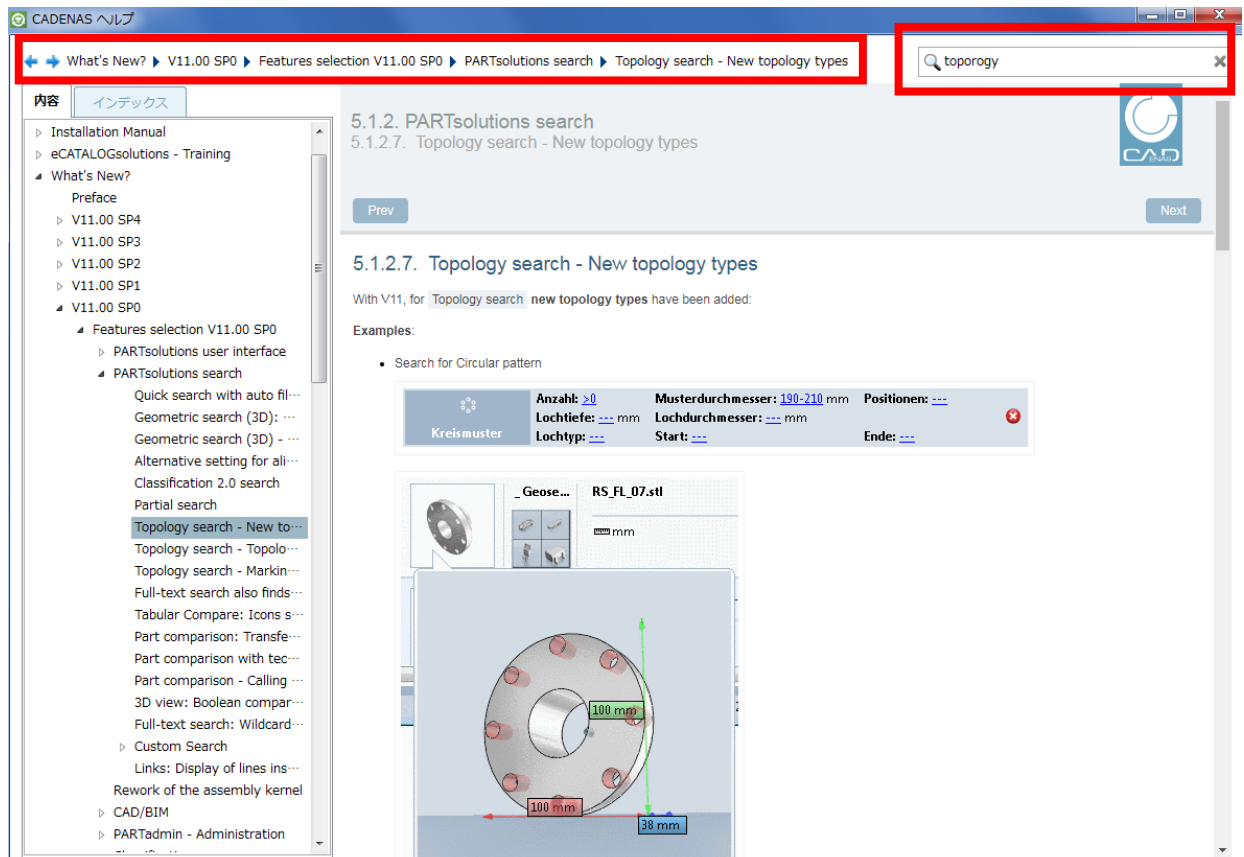 CADENAS ヘルプ
What's New? V11.00 SP0 Features selection V11.00 SP0 PARTsolutions search Topology search - New topology types
toporogy
内容 インデックス
Installation Manual
eCATALOGsolutions - Training
What's New?
Preface
V11.00 SP4
V11.00 SP3
V11.00 SP2
V11.00 SP1
V11.00 SP0
Features selection V11.00 SP0
PARTsolutions user interface
PARTsolutions search
Quick search with auto fil···
Geometric search (3D): ···
Geometric search (3D) - ···
Alternative setting for ali···
Classification 2.0 search
Partial search
Topology search - New to···
Topology search - Topolo···
Topology search - Markin···
Full-text search also finds···
Tabular Compare: Icons s···
Part comparison: Transfe···
Part comparison with tec···
Part comparison - Calling ···
3D view: Boolean compar···
Full-text search: Wildcard···
Custom Search
Links: Display of lines ins···
Rework of the assembly kernel
CAD/BIM
PARTadmin - Administration
5.1.2. PARTsolutions search
5.1.2.7. Topology search - New topology types
CADENAS
Prev Next
5.1.2.7. Topology search - New topology types
With V11, for Topology search new topology types have been added:
Examples:
• Search for Circular pattern
Kreismuster
Anzahl: >0 Musterdurchmesser: 190-210 mm Positionen: ---
Lochtiefe: --- mm Lochdurchmesser: --- mm
Lochtyp: --- Start: --- Ende: ---
_Geose... RS_FL_07.stl
mm
100 mm
100 mm
38 mm